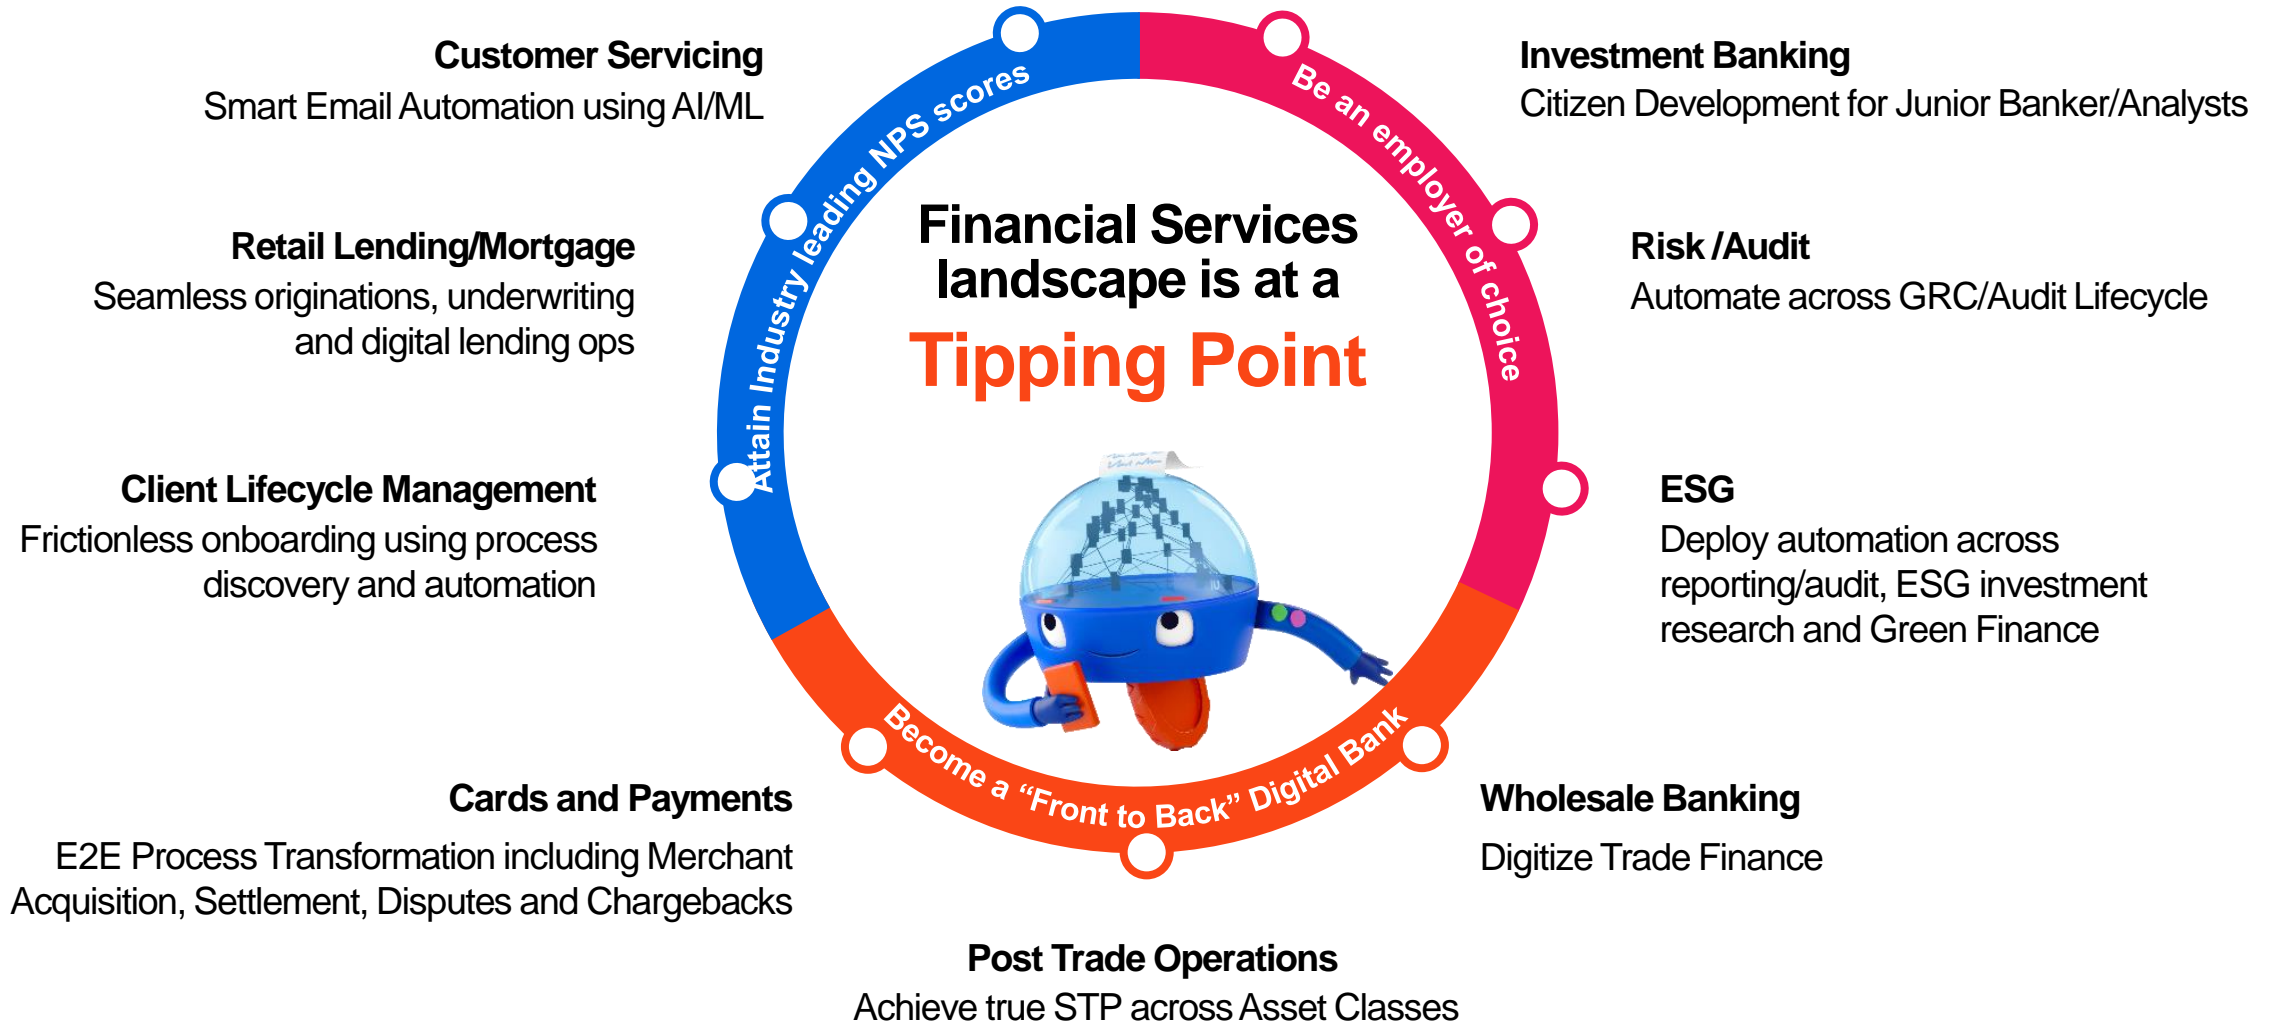 Customer Servicing
Smart Email Automation using AI/ML
Retail Lending/Mortgage
Seamless originations, underwriting
and digital lending ops
Client Lifecycle Management
Frictionless onboarding using process
discovery and automation
Cards and Payments
E2E Process Transformation including Merchant
Acquisition, Settlement, Disputes and Chargebacks
Attain Industry leading NPS scores
Be an employer of choice
Become a “Front to Back” Digital Bank
Financial Services
landscape is at a
Tipping Point
Post Trade Operations
Achieve true STP across Asset Classes
Investment Banking
Citizen Development for Junior Banker/Analysts
Risk /Audit
Automate across GRC/Audit Lifecycle
ESG
Deploy automation across
reporting/audit, ESG investment
research and Green Finance
Wholesale Banking
Digitize Trade Finance